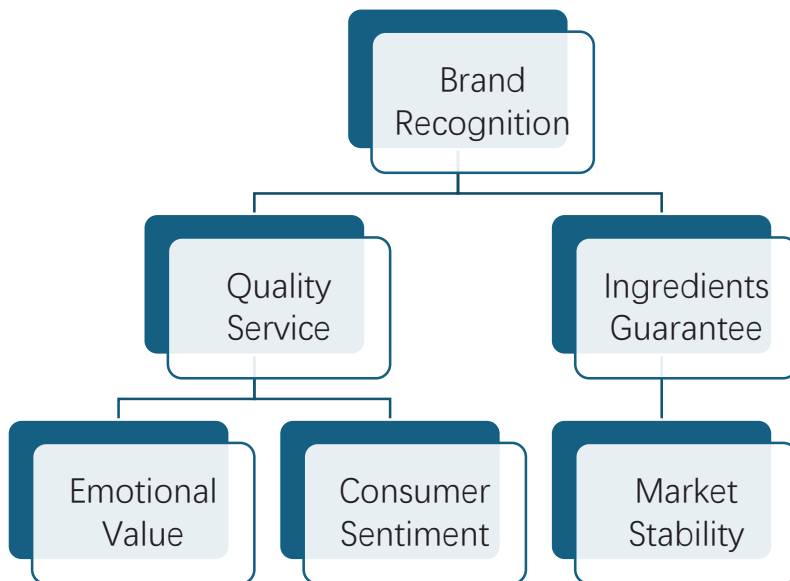 Brand
Recognition
Quality
Service
Ingredients
Guarantee
Emotional
Value
Consumer
Sentiment
Market
Stability